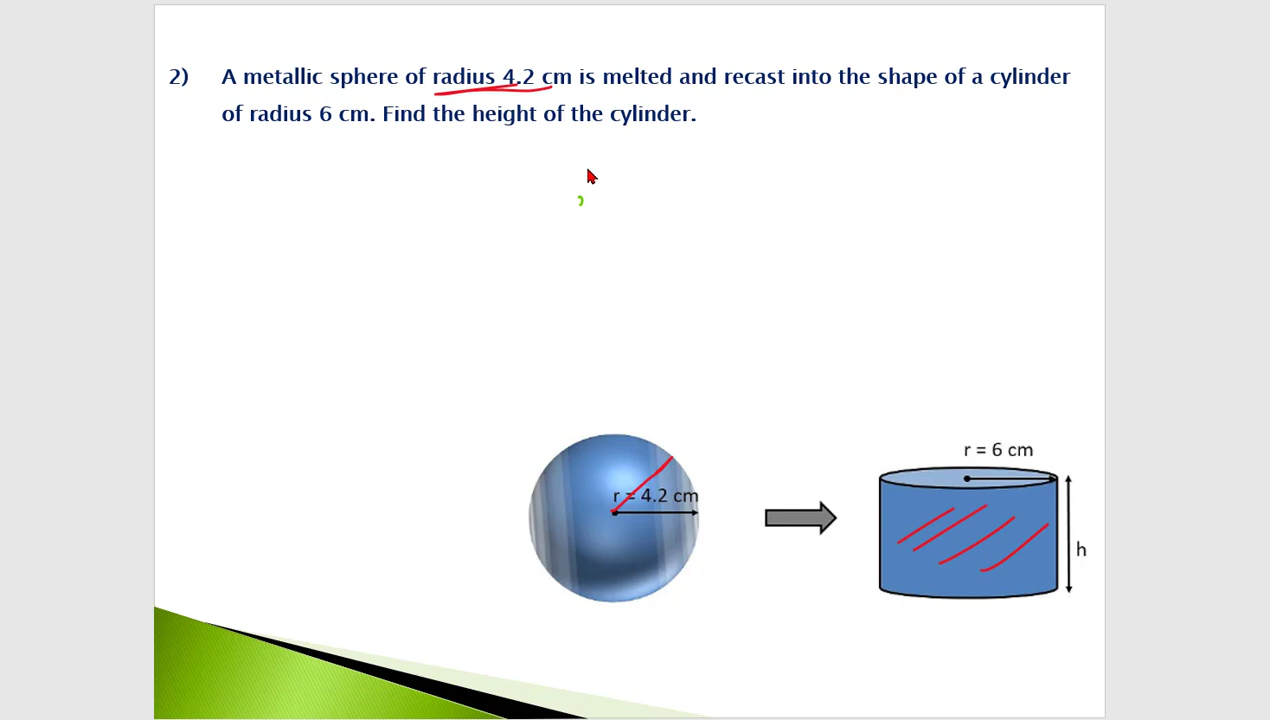 2) A metallic sphere of radius 4.2 cm is melted and recast into the shape of a cylinder
of radius 6 cm. Find the height of the cylinder.
r = 6 cm
r = 4.2 cm
h